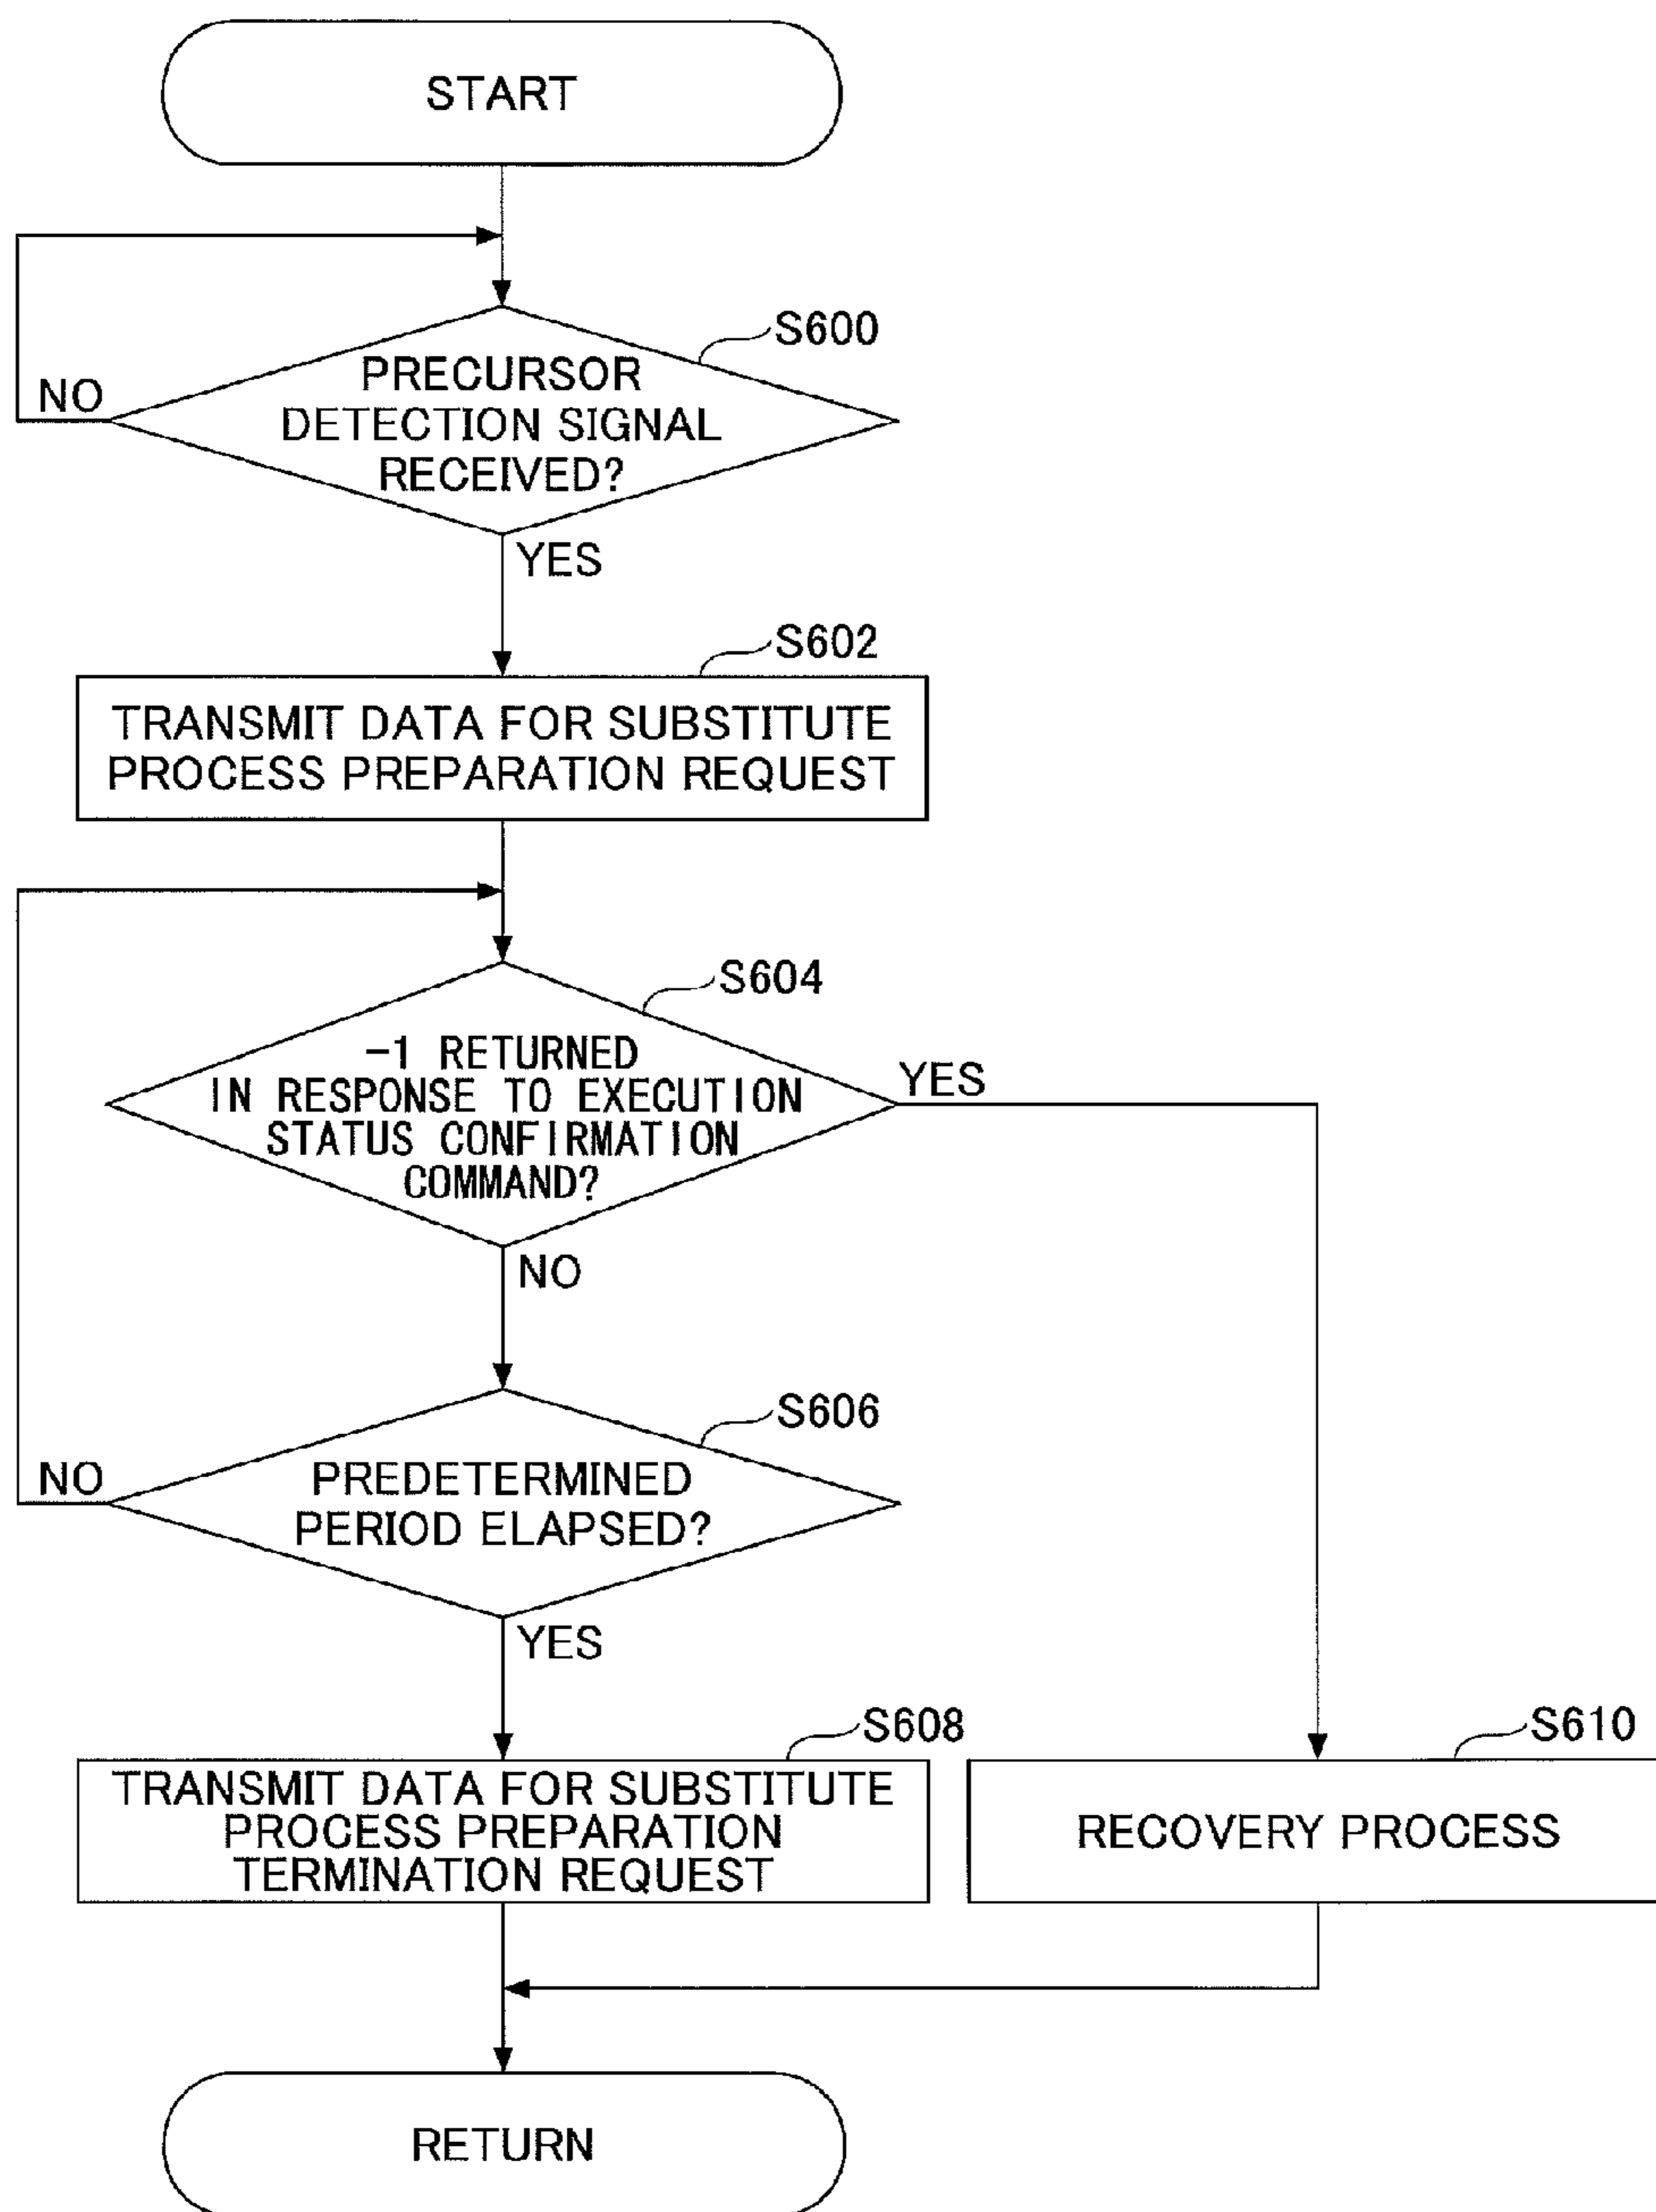 START
S600
PRECURSOR
DETECTION SIGNAL
RECEIVED?
NO
YES
S602
TRANSMIT DATA FOR SUBSTITUTE
PROCESS PREPARATION REQUEST
S604
-1 RETURNED
IN RESPONSE TO EXECUTION
STATUS CONFIRMATION
COMMAND?
YES
NO
S606
PREDETERMINED
PERIOD ELAPSED?
NO
YES
S608
TRANSMIT DATA FOR SUBSTITUTE
PROCESS PREPARATION
TERMINATION REQUEST
S610
RECOVERY PROCESS
RETURN